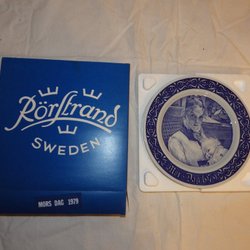 Rörstrand
SWEDEN
MORS DAG 1979